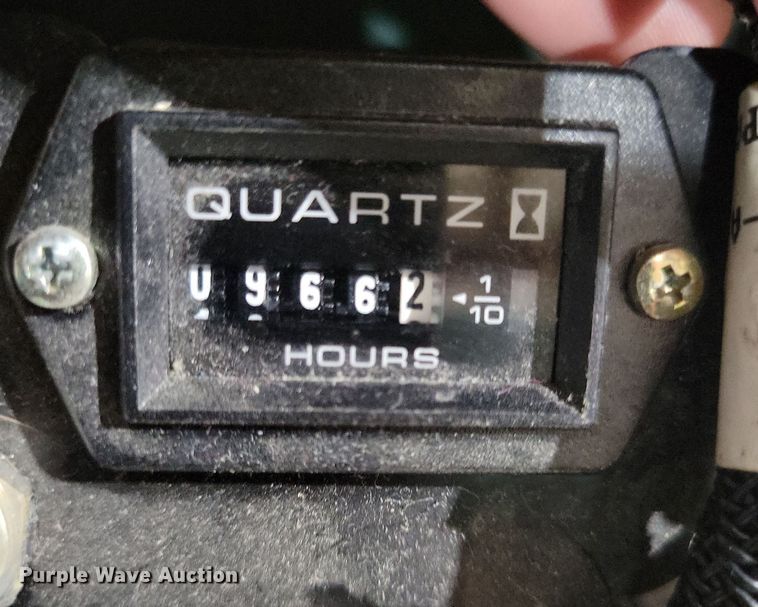 QUARTZ
09662 1/10
HOURS
Purple Wave Auction